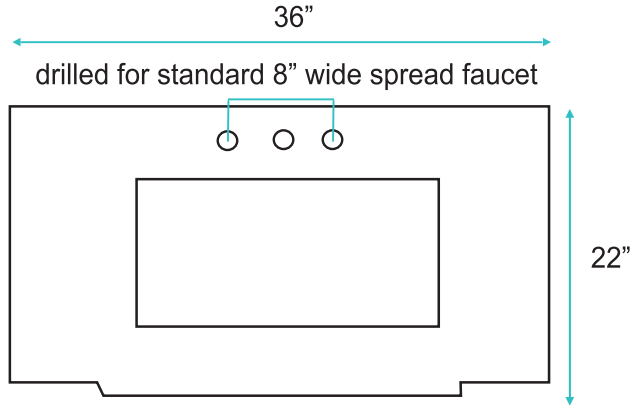 36”
drilled for standard 8” wide spread faucet
22”